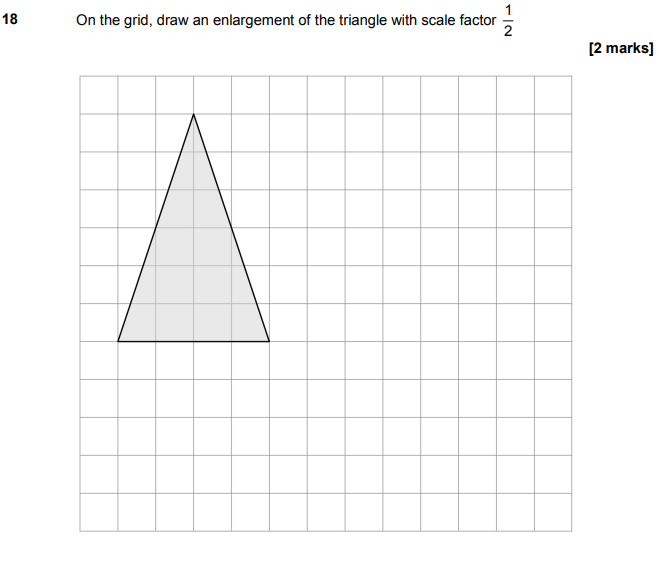 18 On the grid, draw an enlargement of the triangle with scale factor 1/2
[2 marks]